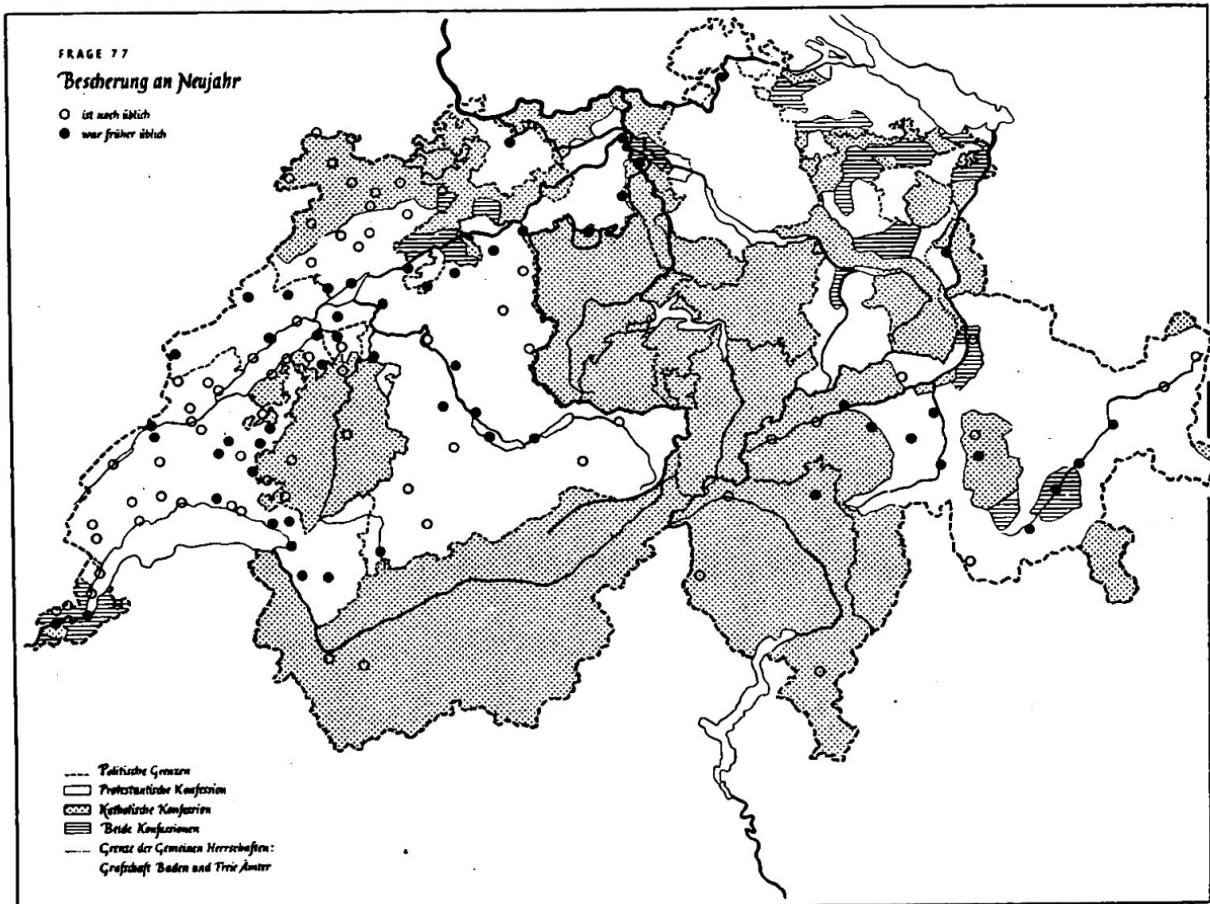 FRAGE 77
Bescherung an Neujahr
ist noch üblich
war früher üblich
Politische Grenzen
Protestantische Konfession
Katholische Konfession
Beide Konfessionen
Grenze der Gemeinen Herrschaften:
Grafschaft Baden und Freie Ämter